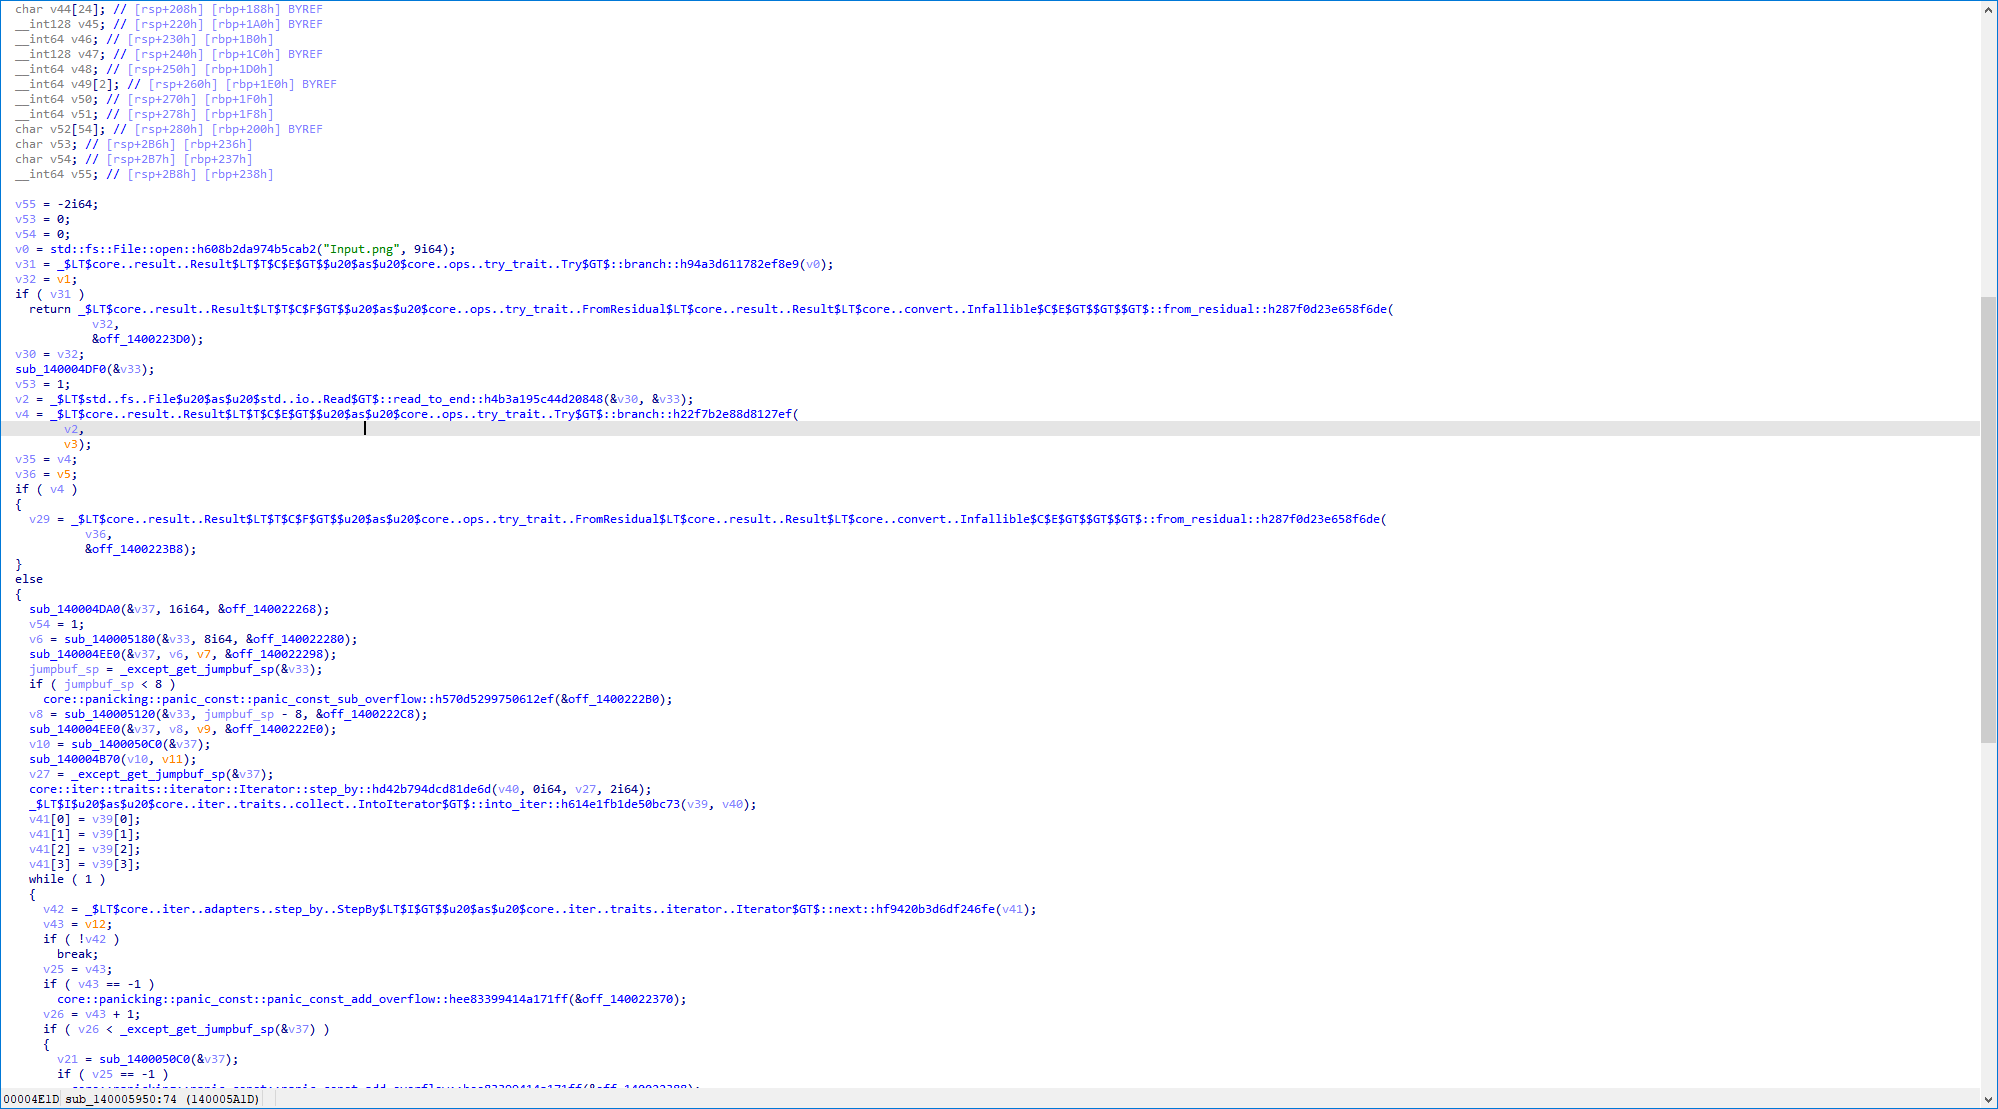 char v44[24]; // [rsp+208h] [rbp+188h] BYREF
__int128 v45; // [rsp+220h] [rbp+1A0h] BYREF
__int64 v46; // [rsp+230h] [rbp+1B0h]
__int128 v47; // [rsp+240h] [rbp+1C0h] BYREF
__int64 v48; // [rsp+250h] [rbp+1D0h]
__int64 v49[2]; // [rsp+260h] [rbp+1E0h] BYREF
__int64 v50; // [rsp+270h] [rbp+1F0h]
__int64 v51; // [rsp+278h] [rbp+1F8h]
char v52[54]; // [rsp+280h] [rbp+200h] BYREF
char v53; // [rsp+2B6h] [rbp+236h]
char v54; // [rsp+2B7h] [rbp+237h]
__int64 v55; // [rsp+2B8h] [rbp+238h]
v55 = -2i64;
v53 = 0;
v54 = 0;
v0 = std::fs::File::open::h608b2da974b5cab2("Input.png", 9i64);
v31 = _$LT$core..result..Result$LT$T$C$E$GT$$u20$as$u20$core..ops..try_trait..Try$GT$::branch::h94a3d611782ef8e9(v0);
v32 = v1;
if ( v31 )
return _$LT$core..result..Result$LT$T$C$F$GT$$u20$as$u20$core..ops..try_trait..FromResidual$LT$core..result..Result$LT$core..convert..Infallible$C$E$GT$$GT$$GT$::from_residual::h287f0d23e658f6de(
v32,
&off_1400223D0);
v30 = v32;
sub_140004DF0(&v33);
v53 = 1;
v2 = _$LT$std..fs..File$u20$as$u20$std..io..Read$GT$::read_to_end::h4b3a195c44d20848(&v30, &v33);
v4 = _$LT$core..result..Result$LT$T$C$E$GT$$u20$as$u20$core..ops..try_trait..Try$GT$::branch::h22f7b2e88d8127ef(
v2,
v3);
v35 = v4;
v36 = v5;
if ( v4 )
{
v29 = _$LT$core..result..Result$LT$T$C$F$GT$$u20$as$u20$core..ops..try_trait..FromResidual$LT$core..result..Result$LT$core..convert..Infallible$C$E$GT$$GT$$GT$::from_residual::h287f0d23e658f6de(
v36,
&off_1400223B8);
}
else
{
sub_140004DA0(&v37, 16i64, &off_140022268);
v54 = 1;
v6 = sub_140005180(&v33, 8i64, &off_140022280);
sub_140004EE0(&v37, v6, v7, &off_140022298);
jumpbuf_sp = _except_get_jumpbuf_sp(&v33);
if ( jumpbuf_sp < 8 )
core::panicking::panic_const::panic_const_sub_overflow::h570d5299750612ef(&off_1400222B0);
v8 = sub_140005120(&v33, jumpbuf_sp - 8, &off_1400222C8);
sub_140004EE0(&v37, v8, v9, &off_1400222E0);
v10 = sub_1400050C0(&v37);
sub_140004B70(v10, v11);
v27 = _except_get_jumpbuf_sp(&v37);
core::iter::traits::iterator::Iterator::step_by::hd42b794dcd81de6d(v40, 0i64, v27, 2i64);
_$LT$I$u20$as$u20$core..iter..traits..collect..IntoIterator$GT$::into_iter::h614e1fb1de50bc73(v39, v40);
v41[0] = v39[0];
v41[1] = v39[1];
v41[2] = v39[2];
v41[3] = v39[3];
while ( 1 )
{
v42 = _$LT$core..iter..adapters..step_by..StepBy$LT$I$GT$$u20$as$u20$core..iter..traits..iterator..Iterator$GT$::next::hf9420b3d6df246fe(v41);
v43 = v12;
if ( !v42 )
break;
v25 = v43;
if ( v43 == -1 )
core::panicking::panic_const::panic_const_add_overflow::hee83399414a171ff(&off_140022370);
v26 = v43 + 1;
if ( v26 < _except_get_jumpbuf_sp(&v37) )
{
v21 = sub_1400050C0(&v37);
if ( v25 == -1 )
core::panicking::panic_const::panic_const_add_overflow::hee83399414a171ff(&off_140022388);
00004E1D sub_140005950:74 (140005A1D)